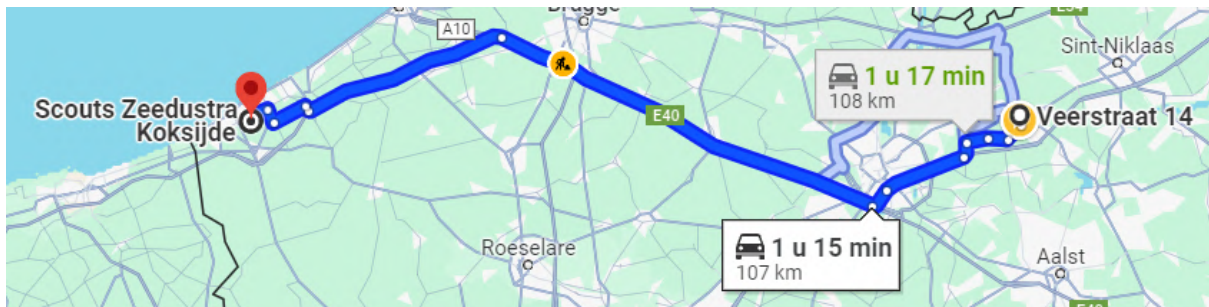 Brugge
E34
A10
Sint-Niklaas
1 u 17 min
108 km
Scouts Zeedustra
Koksijde
E40
Veerstraat 14
1 u 15 min
107 km
Roeselare
Aalst
E40